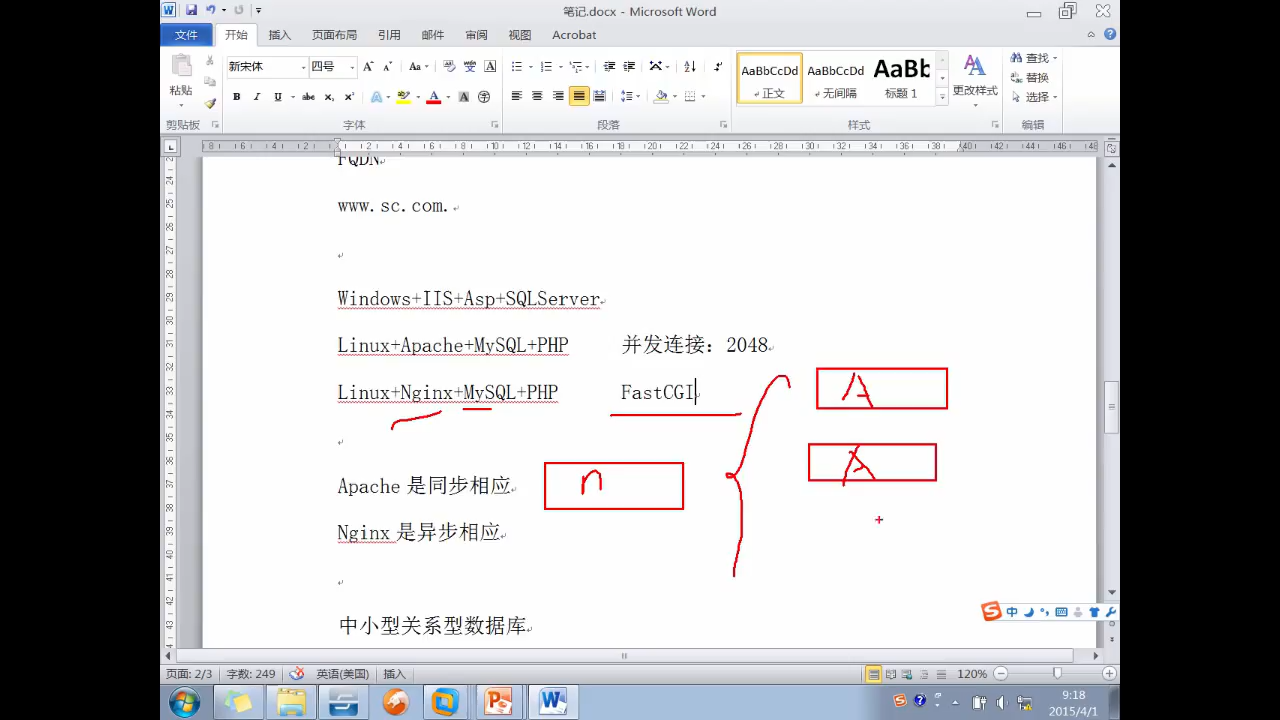 笔记.docx - Microsoft Word
文件 开始 插入 页面布局 引用 邮件 审阅 视图 Acrobat
粘贴
新宋体 四号
AaBbCcDd AaBbCcDd AaBb
正文 无间隔 标题 1
更改样式
查找
替换
选择
剪贴板 字体 段落 样式 编辑
FQDN
www.sc.com.
Windows+IIS+Asp+SQLServer
Linux+Apache+MySQL+PHP 并发连接：2048
Linux+Nginx+MySQL+PHP FastCGI
A
A
n
Apache 是同步相应
Nginx 是异步相应
中小型关系型数据库
页面: 2/3 字数: 249 英语(美国) 插入 120%
9:18
2015/4/1